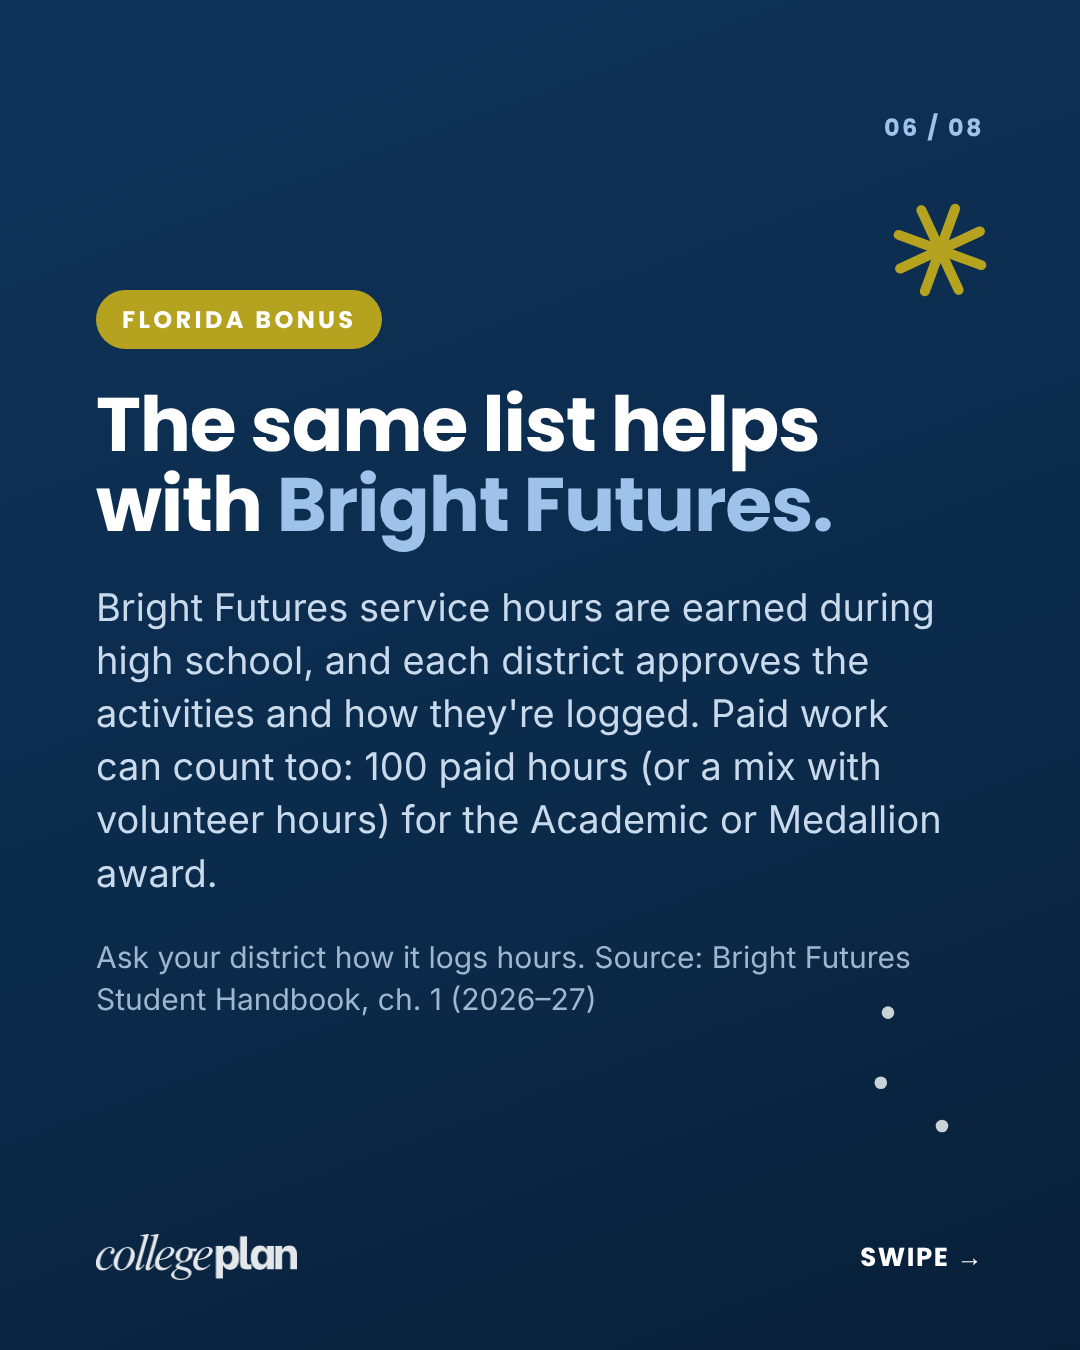 06 / 08
FLORIDA BONUS
The same list helps
with Bright Futures.
Bright Futures service hours are earned during
high school, and each district approves the
activities and how they're logged. Paid work
can count too: 100 paid hours (or a mix with
volunteer hours) for the Academic or Medallion
award.
Ask your district how it logs hours. Source: Bright Futures
Student Handbook, ch. 1 (2026–27)
collegeplan
SWIPE →